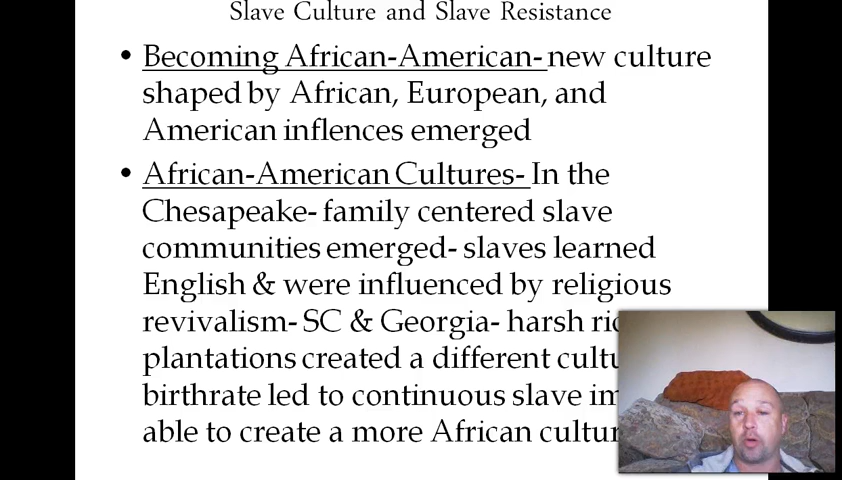 Slave Culture and Slave Resistance
• Becoming African-American- new culture
shaped by African, European, and
American inflences emerged
• African-American Cultures- In the
Chesapeake- family centered slave
communities emerged- slaves learned
English & were influenced by religious
revivalism- SC & Georgia- harsh
plantations created a different
birthrate led to continuous slave
able to create a more African